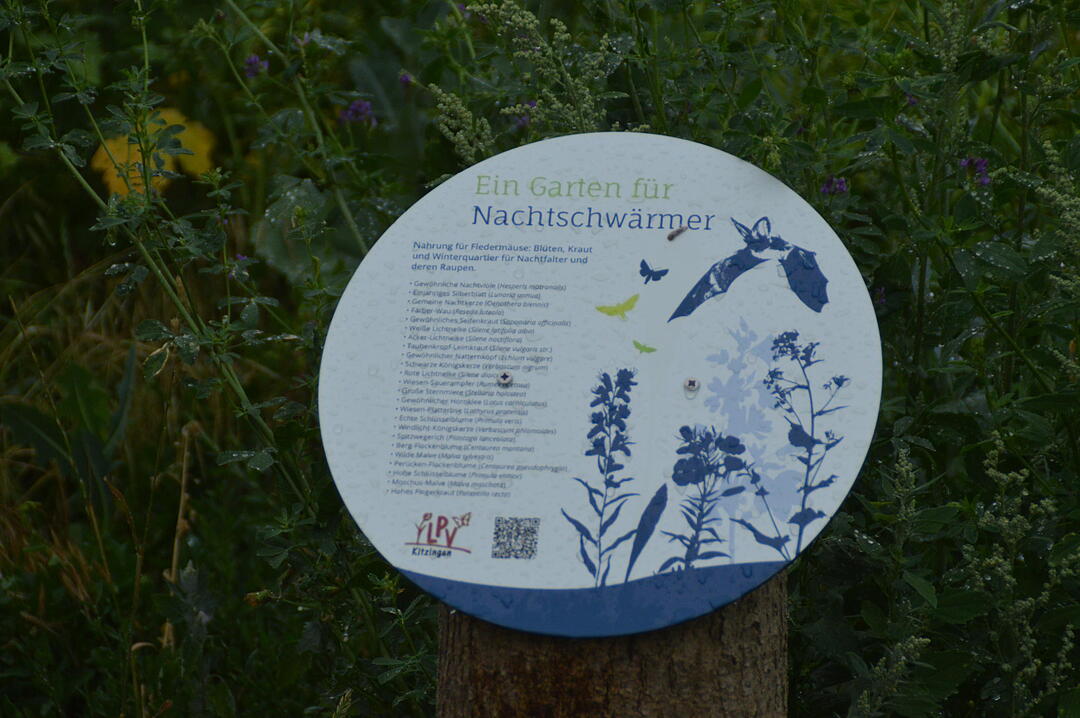 Ein Garten für
Nachtschwärmer
Nahrung für Fledermäuse: Blüten, Kraut
und Winterquartier für Nachtfalter und
deren Raupen.
• Gewöhnliche Nachtviole (Hesperis matronalis)
• Einjähriges Silberblatt (Lunaria annua)
• Gemeine Nachtkerze (Oenothera biennis)
• Färber-Wau (Reseda luteola)
• Gewöhnliches Seifenkraut (Saponaria officinalis)
• Weiße Lichtnelke (Silene latifolia alba)
• Acker-Lichtnelke (Silene noctiflora)
• Taubenkropf-Leimkraut (Silene vulgaris str.)
• Gewöhnlicher Natternkopf (Echium vulgare)
• Schwarze Königskerze (Verbascum nigrum)
• Rote Lichtnelke (Silene dioica)
• Wiesen-Sauerampfer (Rumex
• Große Sternmiere (Stellaria holostea)
• Gewöhnlicher Hornklee (Lotus corniculatus)
• Wiesen-Platterbse (Lathyrus pratensis)
• Echte Schlüsselblume (Primula veris)
• Windlicht-Königskerze (Verbascum phlomoides)
• Spitzwegerich (Plantago lanceolata)
• Berg-Flockenblume (Centaurea montana)
• Wilde Malve (Malva sylvestris)
• Perücken-Flockenblume (Centaurea pseudophrygia)
• Hohe Schlüsselblume (Primula elatior)
• Moschus-Malve (Malva moschata)
• Hohes Fingerkraut (Potentilla recta)
LPV
Kitzingen